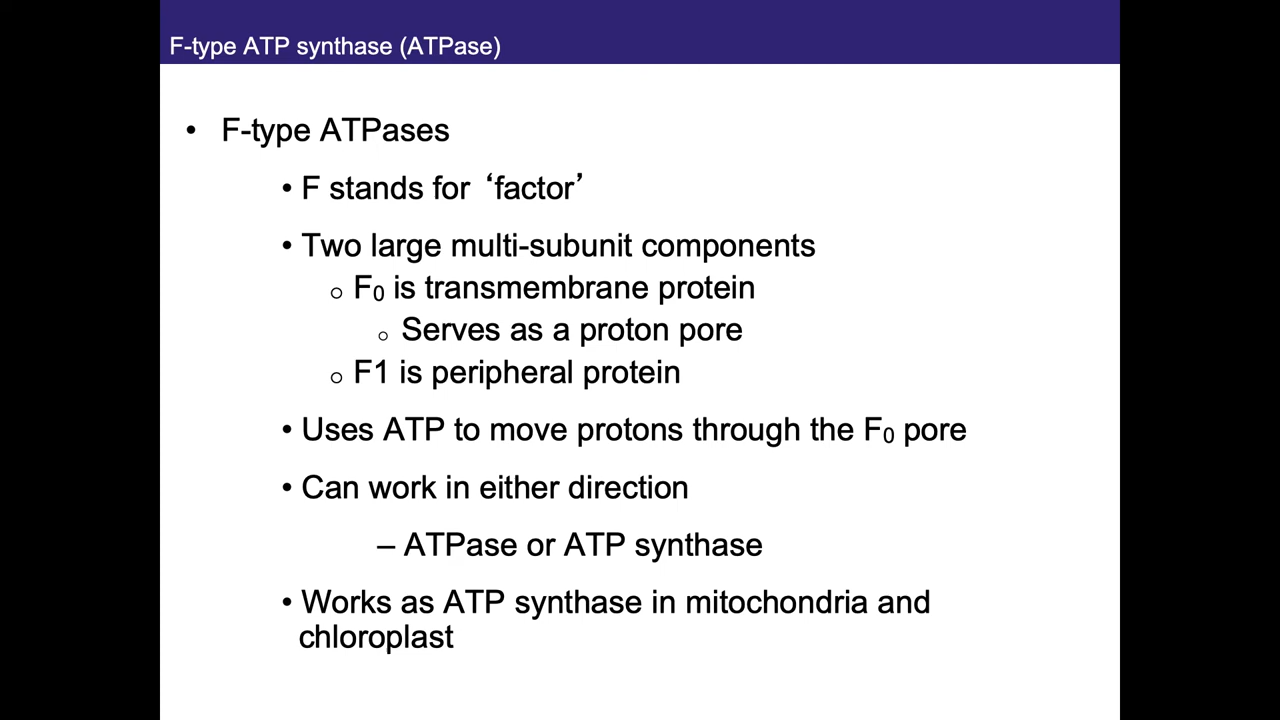 F-type ATP synthase (ATPase)
• F-type ATPases
• F stands for ‘factor’
• Two large multi-subunit components
○ F₀ is transmembrane protein
○ Serves as a proton pore
○ F1 is peripheral protein
• Uses ATP to move protons through the F₀ pore
• Can work in either direction
– ATPase or ATP synthase
• Works as ATP synthase in mitochondria and
chloroplast